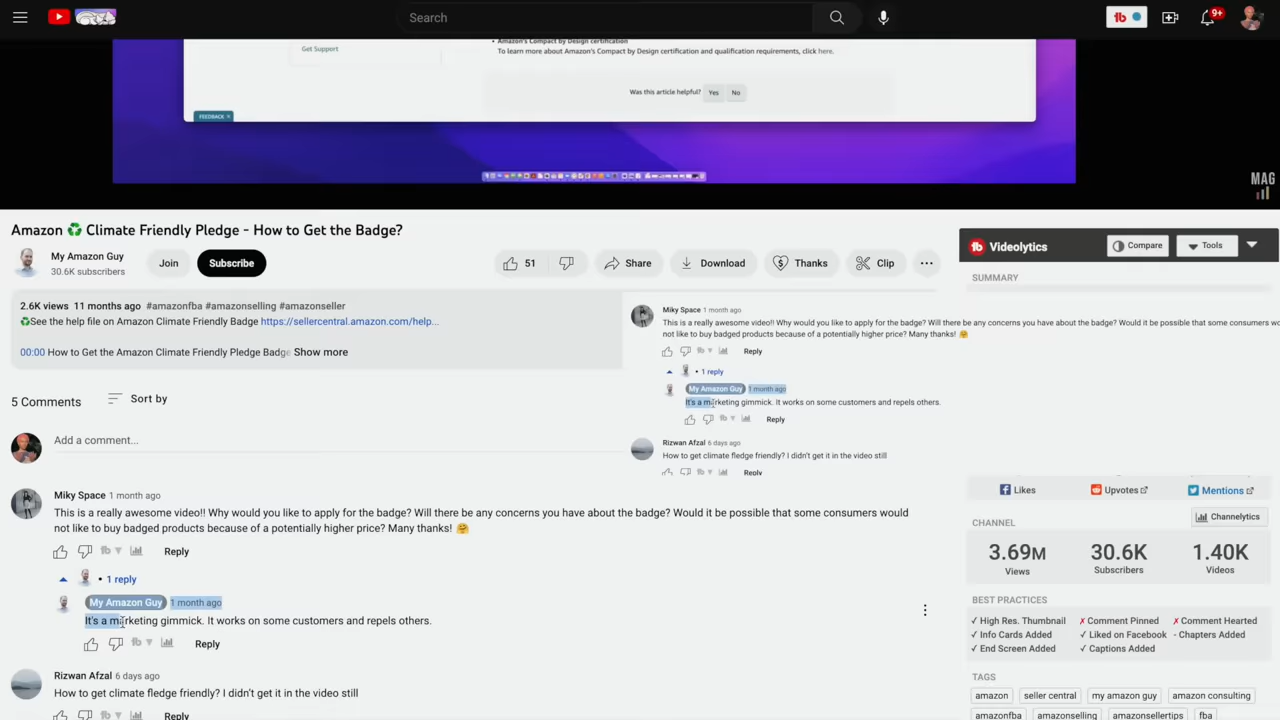 Search
9+
Get Support
Amazon's Compact by Design certification
To learn more about Amazon's Compact by Design certification and qualification requirements, click here.
Was this article helpful? Yes No
FEEDBACK
MAG
Amazon ♻ Climate Friendly Pledge - How to Get the Badge?
My Amazon Guy
30.6K subscribers
Join
Subscribe
51
Share
Download
Thanks
Clip
2.6K views 11 months ago #amazonfba #amazonselling #amazonseller
♻See the help file on Amazon Climate Friendly Badge https://sellercentral.amazon.com/help...
00:00 How to Get the Amazon Climate Friendly Pledge Badge Show more
Miky Space 1 month ago
This is a really awesome video!! Why would you like to apply for the badge? Will there be any concerns you have about the badge? Would it be possible that some consumers wo
not like to buy badged products because of a potentially higher price? Many thanks! 🤗
Reply
1 reply
My Amazon Guy 1 month ago
It's a marketing gimmick. It works on some customers and repels others.
Reply
Rizwan Afzal 6 days ago
How to get climate fledge friendly? I didn't get it in the video still
Reply
5 Comments
Sort by
Add a comment...
Miky Space 1 month ago
This is a really awesome video!! Why would you like to apply for the badge? Will there be any concerns you have about the badge? Would it be possible that some consumers would
not like to buy badged products because of a potentially higher price? Many thanks! 🤗
Reply
1 reply
My Amazon Guy 1 month ago
It's a marketing gimmick. It works on some customers and repels others.
Reply
Rizwan Afzal 6 days ago
How to get climate fledge friendly? I didn't get it in the video still
Reply
tb Videolytics
Compare
Tools
SUMMARY
Likes
Upvotes
Mentions
CHANNEL
Channelytics
3.69M 30.6K 1.40K
Views Subscribers Videos
BEST PRACTICES
✓ High Res. Thumbnail ✗ Comment Pinned ✗ Comment Hearted
✓ Info Cards Added ✓ Liked on Facebook - Chapters Added
✓ End Screen Added ✓ Captions Added
TAGS
amazon seller central my amazon guy amazon consulting
amazonfba amazonselling amazonsellertips fba